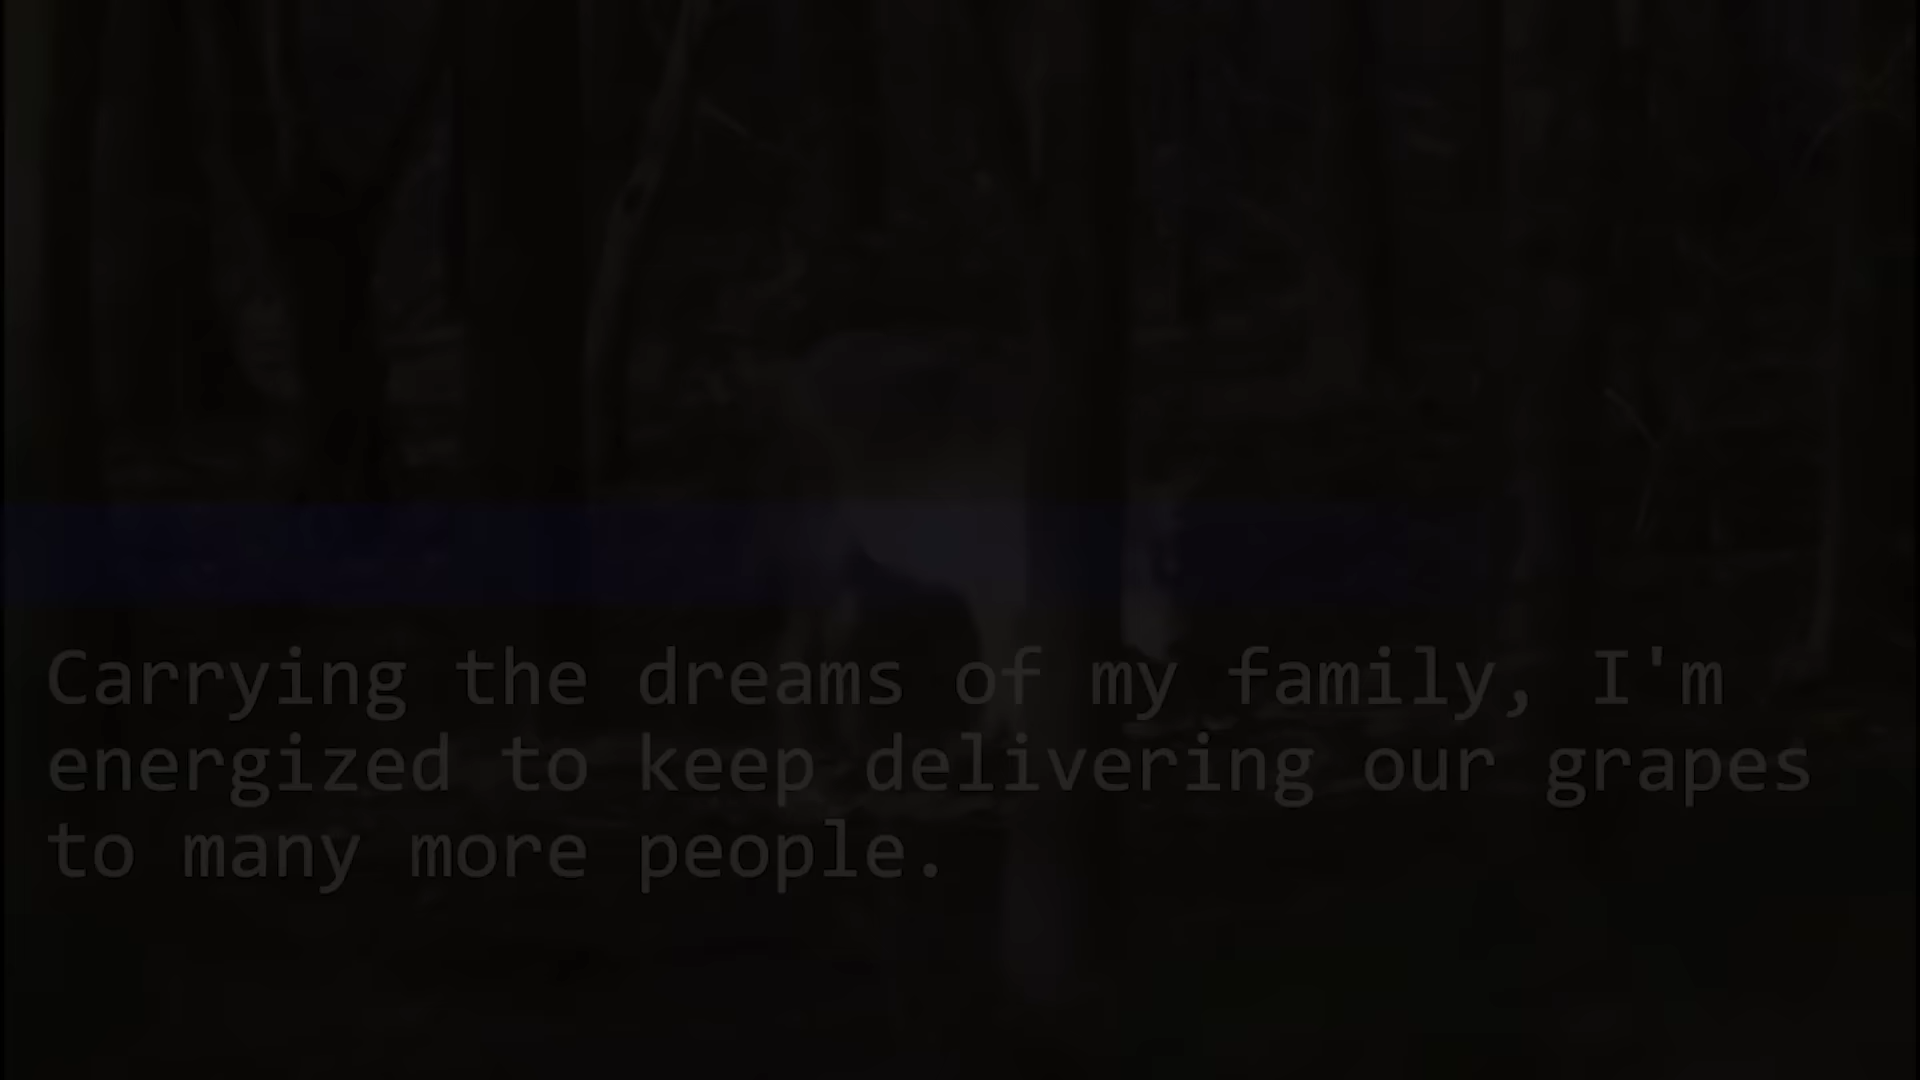 Carrying the dreams of my family, I'm
energized to keep delivering our grapes
to many more people.